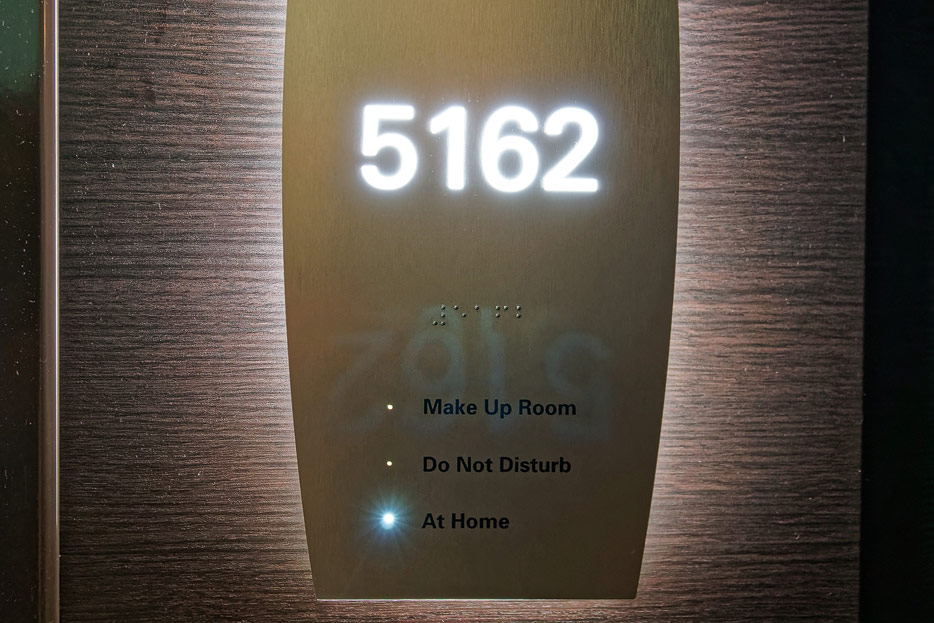 5162
Make Up Room
Do Not Disturb
At Home